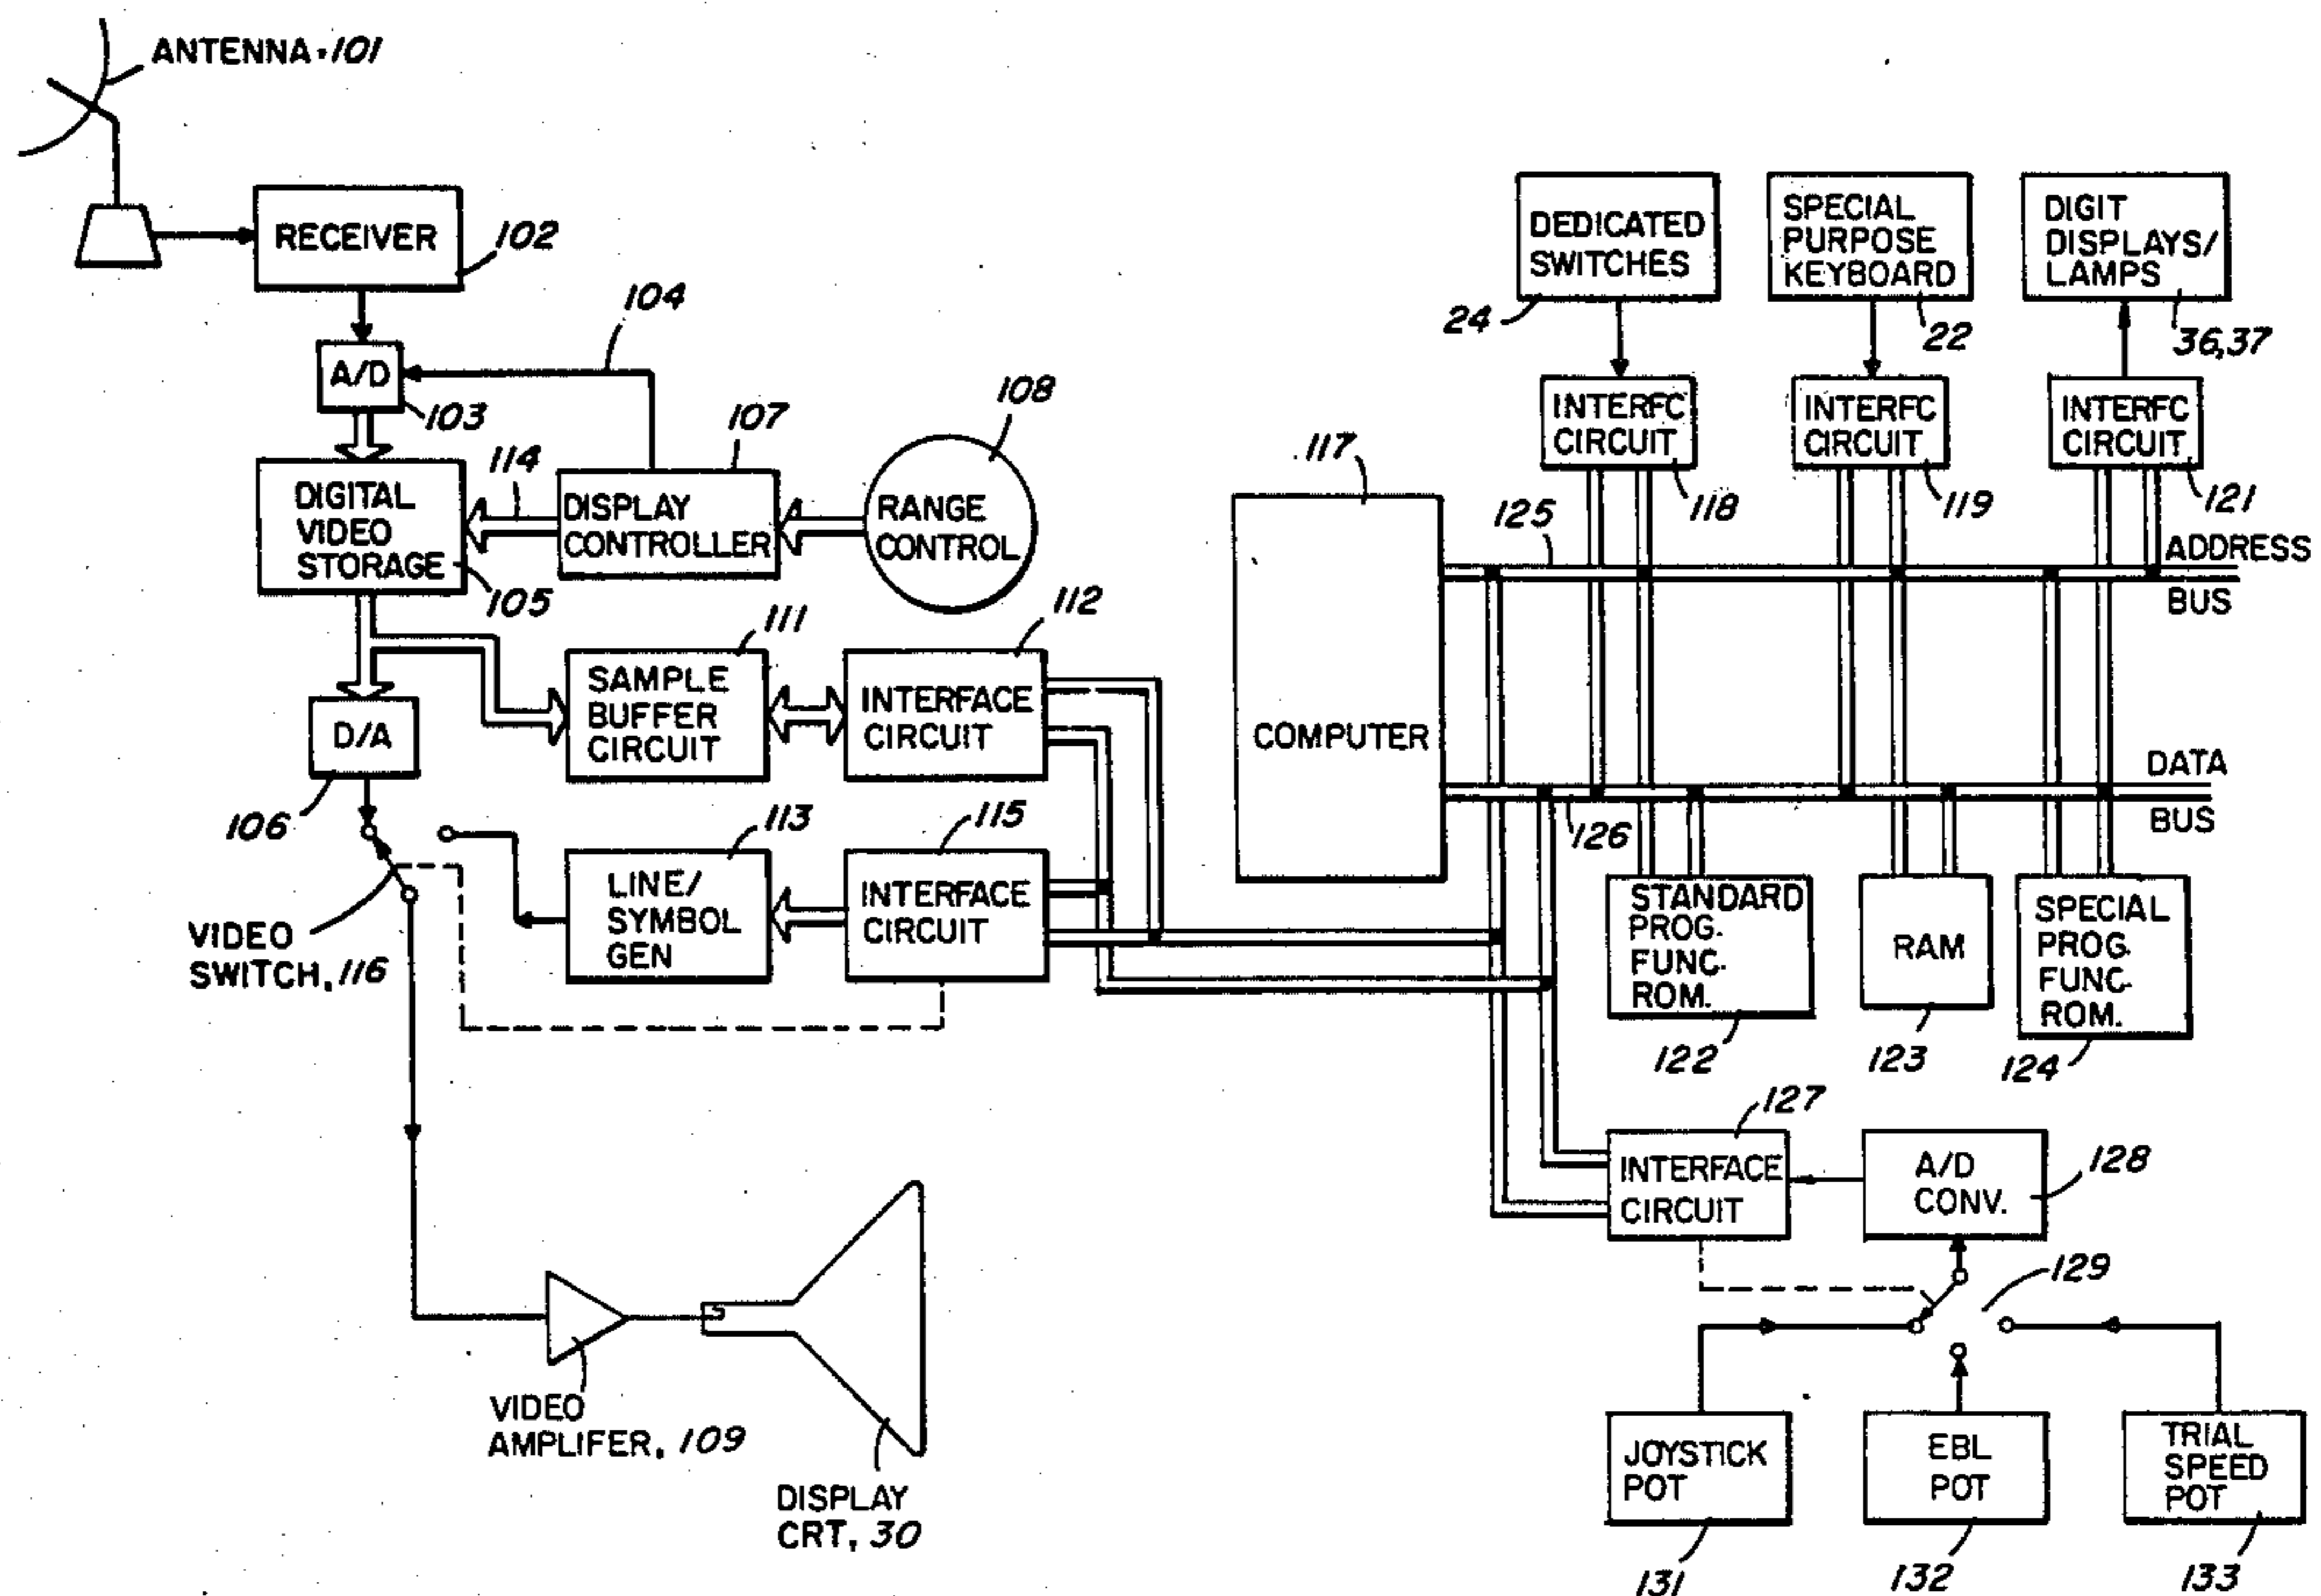 ANTENNA, 101
RECEIVER
102
104
A/D
103
107
108
114
DIGITAL
VIDEO
STORAGE
105
DISPLAY
CONTROLLER
RANGE
CONTROL
111
112
SAMPLE
BUFFER
CIRCUIT
INTERFACE
CIRCUIT
D/A
106
113
115
LINE/
SYMBOL
GEN
INTERFACE
CIRCUIT
VIDEO
SWITCH, 116
VIDEO
AMPLIFER, 109
DISPLAY
CRT, 30
DEDICATED
SWITCHES
24
SPECIAL
PURPOSE
KEYBOARD
22
DIGIT
DISPLAYS/
LAMPS
36,37
INTERFC
CIRCUIT
118
INTERFC
CIRCUIT
119
INTERFC
CIRCUIT
121
117
COMPUTER
125
ADDRESS
BUS
DATA
BUS
126
STANDARD
PROG.
FUNC.
ROM.
122
RAM
123
SPECIAL
PROG.
FUNC.
ROM.
124
127
INTERFACE
CIRCUIT
A/D
CONV.
128
129
JOYSTICK
POT
131
EBL
POT
132
TRIAL
SPEED
POT
133